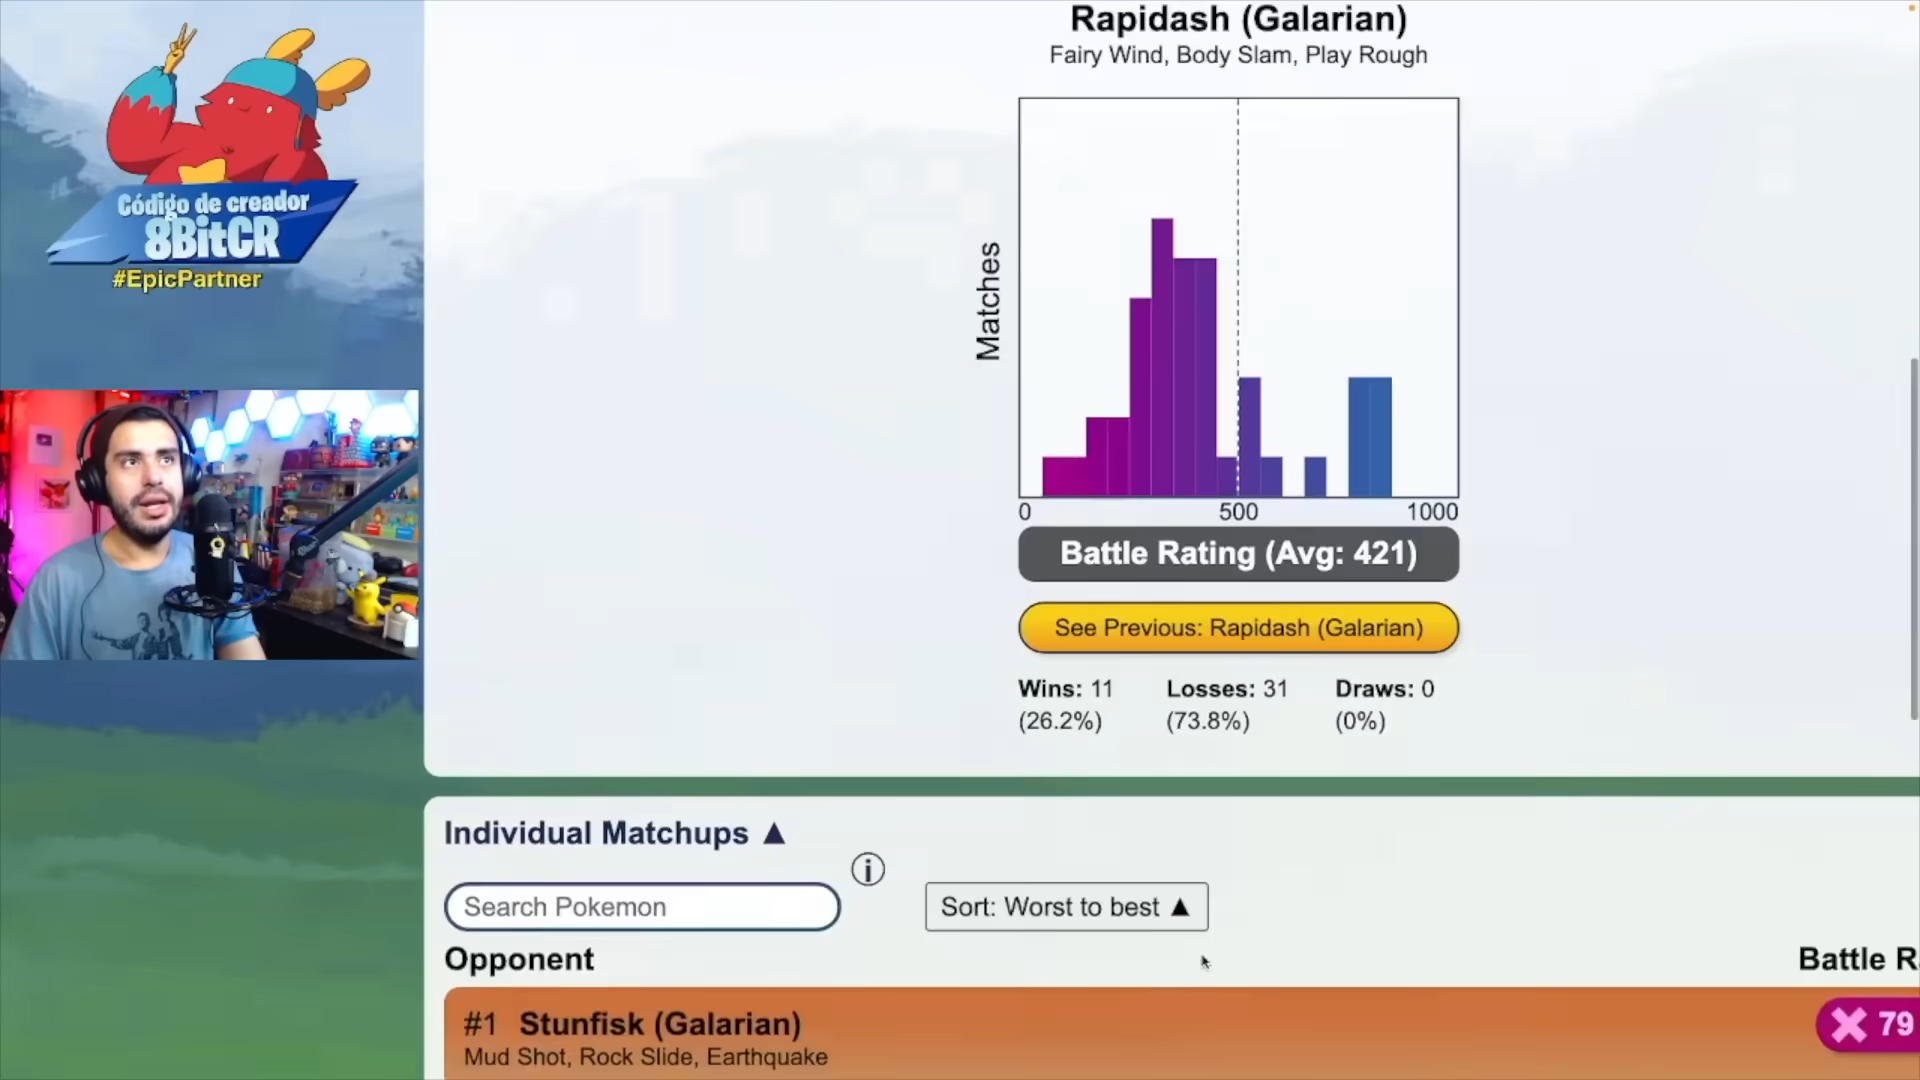 Código de creador
8BitCR
#EpicPartner
Rapidash (Galarian)
Fairy Wind, Body Slam, Play Rough
Matches
0 500 1000
Battle Rating (Avg: 421)
See Previous: Rapidash (Galarian)
Wins: 11 Losses: 31 Draws: 0
(26.2%) (73.8%) (0%)
Individual Matchups ▲
i
Search Pokemon
Sort: Worst to best ▲
Opponent
Battle R
#1 Stunfisk (Galarian)
79
Mud Shot, Rock Slide, Earthquake